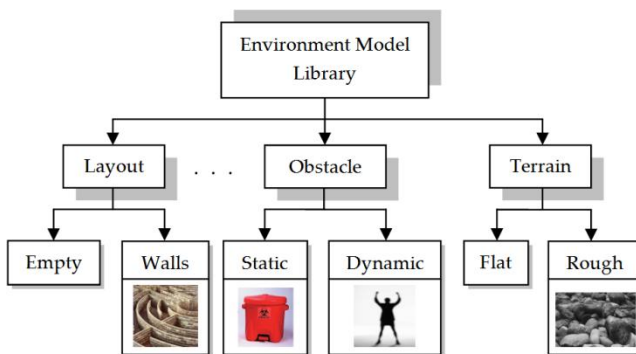 Environment Model
Library
Layout
. . .
Obstacle
Terrain
Empty
Walls
Static
Dynamic
Flat
Rough